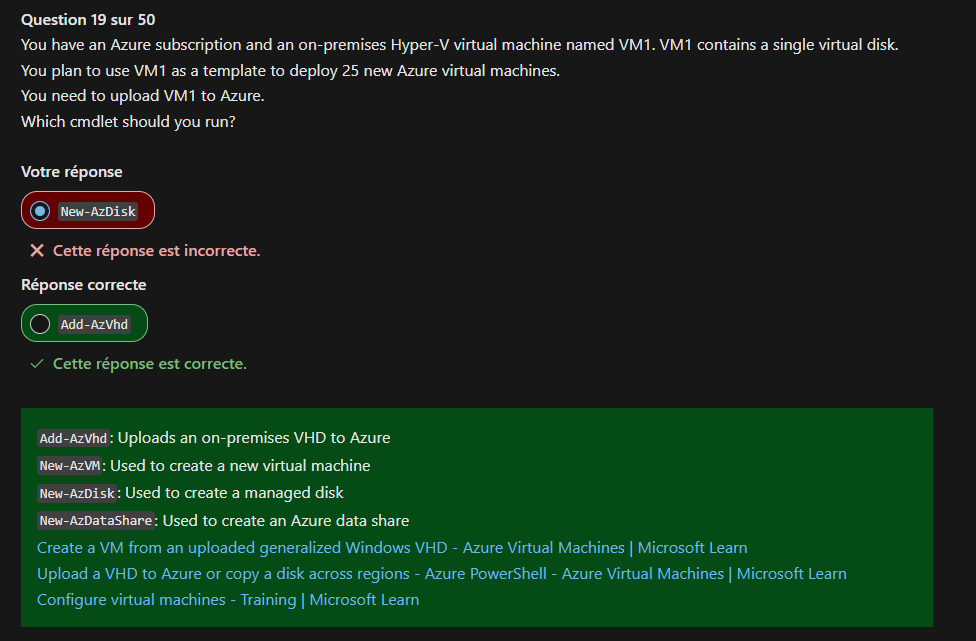 Question 19 sur 50
You have an Azure subscription and an on-premises Hyper-V virtual machine named VM1. VM1 contains a single virtual disk.
You plan to use VM1 as a template to deploy 25 new Azure virtual machines.
You need to upload VM1 to Azure.
Which cmdlet should you run?
Votre réponse
New-AzDisk
Cette réponse est incorrecte.
Réponse correcte
Add-AzVhd
Cette réponse est correcte.
Add-AzVhd: Uploads an on-premises VHD to Azure
New-AzVM: Used to create a new virtual machine
New-AzDisk: Used to create a managed disk
New-AzDataShare: Used to create an Azure data share
Create a VM from an uploaded generalized Windows VHD - Azure Virtual Machines | Microsoft Learn
Upload a VHD to Azure or copy a disk across regions - Azure PowerShell - Azure Virtual Machines | Microsoft Learn
Configure virtual machines - Training | Microsoft Learn